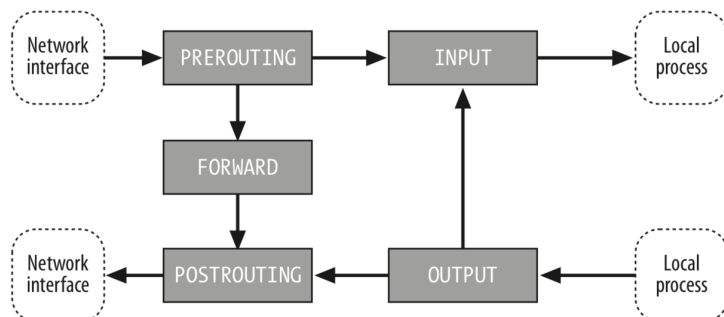 Network
interface
PREROUTING
INPUT
Local
process
FORWARD
Network
interface
POSTROUTING
OUTPUT
Local
process